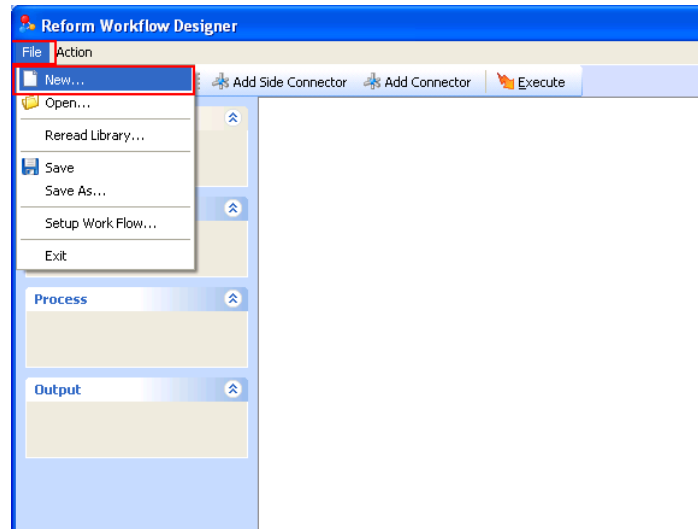 Reform Workflow Designer
File Action
New...
Add Side Connector Add Connector Execute
Open...
Reread Library...
Save
Save As...
Setup Work Flow...
Exit
Process
Output